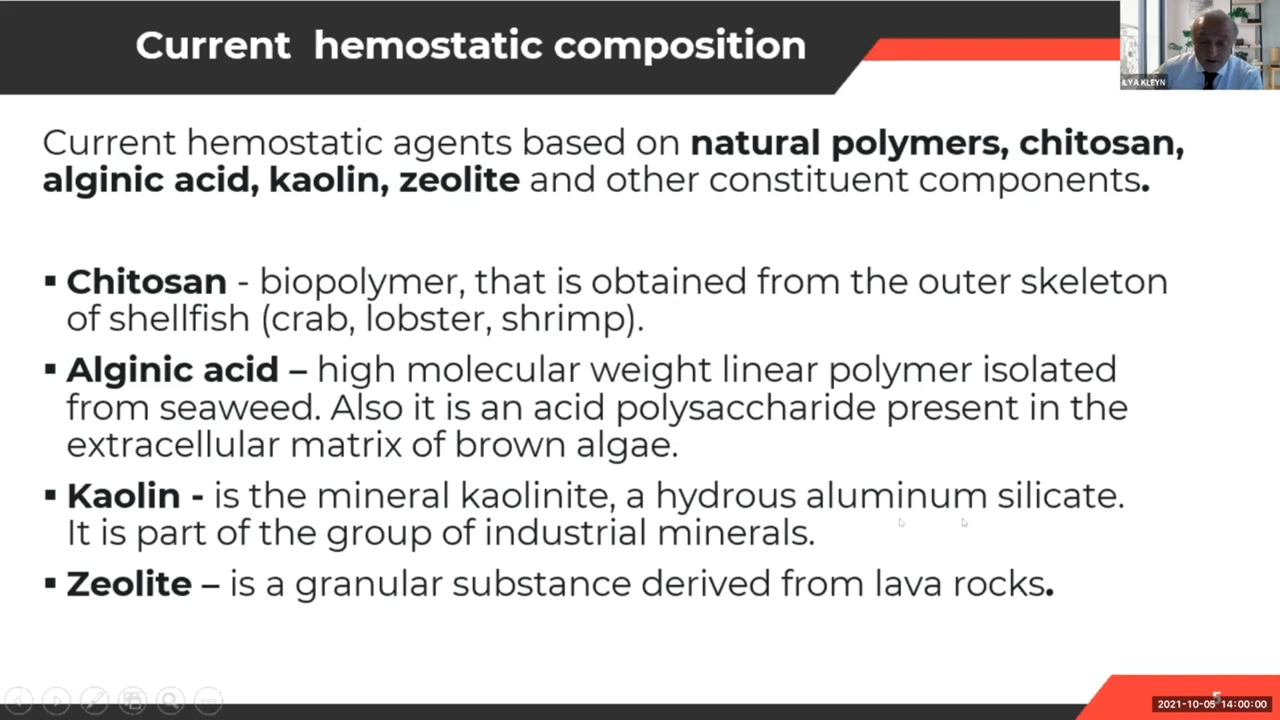 Current hemostatic composition
ILYA KLEYN
Current hemostatic agents based on natural polymers, chitosan,
alginic acid, kaolin, zeolite and other constituent components.
▪ Chitosan - biopolymer, that is obtained from the outer skeleton
of shellfish (crab, lobster, shrimp).
▪ Alginic acid – high molecular weight linear polymer isolated
from seaweed. Also it is an acid polysaccharide present in the
extracellular matrix of brown algae.
▪ Kaolin - is the mineral kaolinite, a hydrous aluminum silicate.
It is part of the group of industrial minerals.
▪ Zeolite – is a granular substance derived from lava rocks.
5
2021-10-05 14:00:00